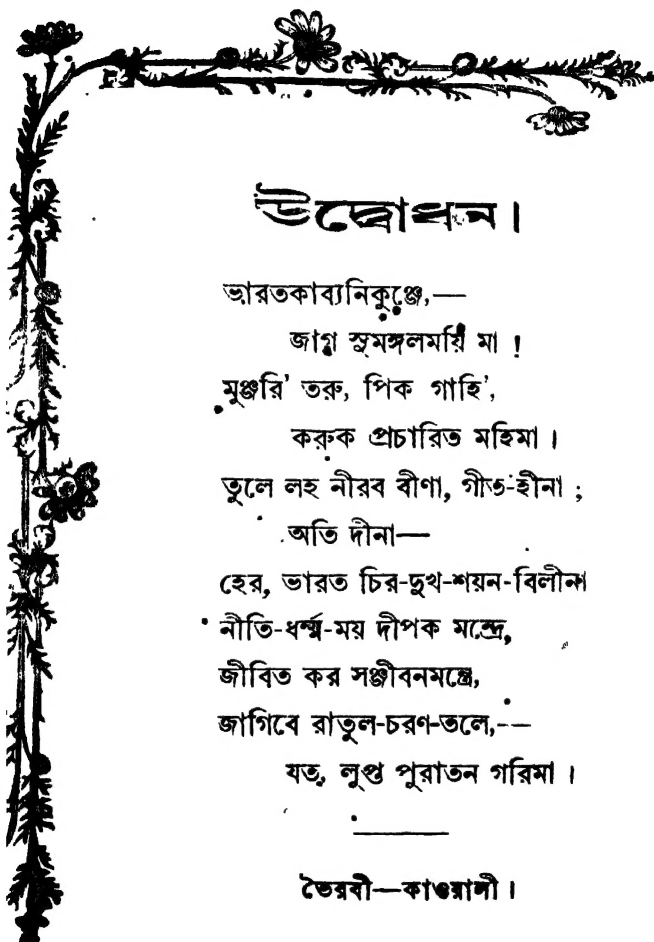 উদ্বোধন।
ভারতকাব্যনিকুঞ্জে,—
জাগ সুমঙ্গলময়ি মা !
মুঞ্জরি' তরু, পিক গাহি',
করুক প্রচারিত মহিমা ।
তুলে লহ নীরব বীণা, গীত-হীনা ;
অতি দীনা—
হের, ভারত চির-দুখ-শয়ন-বিলীনা
নীতি-ধর্ম্ম-ময় দীপক মন্দ্রে,
জীবিত কর সঞ্জীবনমন্ত্রে,
জাগিবে রাতুল-চরণ-তলে,--
যত, লুপ্ত পুরাতন গরিমা ।
ভৈরবী—কাওয়ালী ।